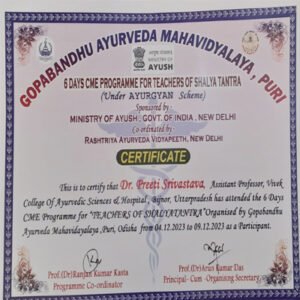 GOPABANDHU AYURVEDA MAHAVIDYALAYA, PURI
MINISTRY OF
AYUSH
6 DAYS CME PROGRAMME FOR TEACHERS OF SHALYA TANTRA
(Under AYURGYAN Scheme)
Sponsored by:
MINISTRY OF AYUSH: GOVT. OF INDIA, NEW DELHI
Co-ordinated by
RASHTRIYA AYURVEDA VIDYAPEETH, NEW DELHI
CERTIFICATE
This is to certify that Dr. Preeti Srivastava, Assistant Professor, Vivek
College Of Ayurvedic Sciences & Hospital, Bijnor, Uttarpradesh has attended the 6 Days
CME Programme for "TEACHERS OF SHALYATANTRA" Organised by Gopobandhu
Ayurveda Mahavidyalaya, Puri, Odisha from 04.12.2023 to 09.12.2023 as a Participant.
Prof.(Dr) Ranjan Kumar Kasta
Programme Co-ordinator
Prof.(Dr) Arun Kumar Das
Principal- Cum -Organising Secretary